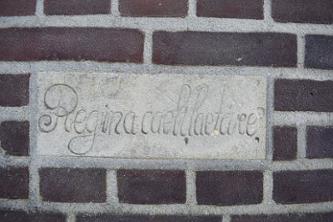 Regina caeli, laetare,